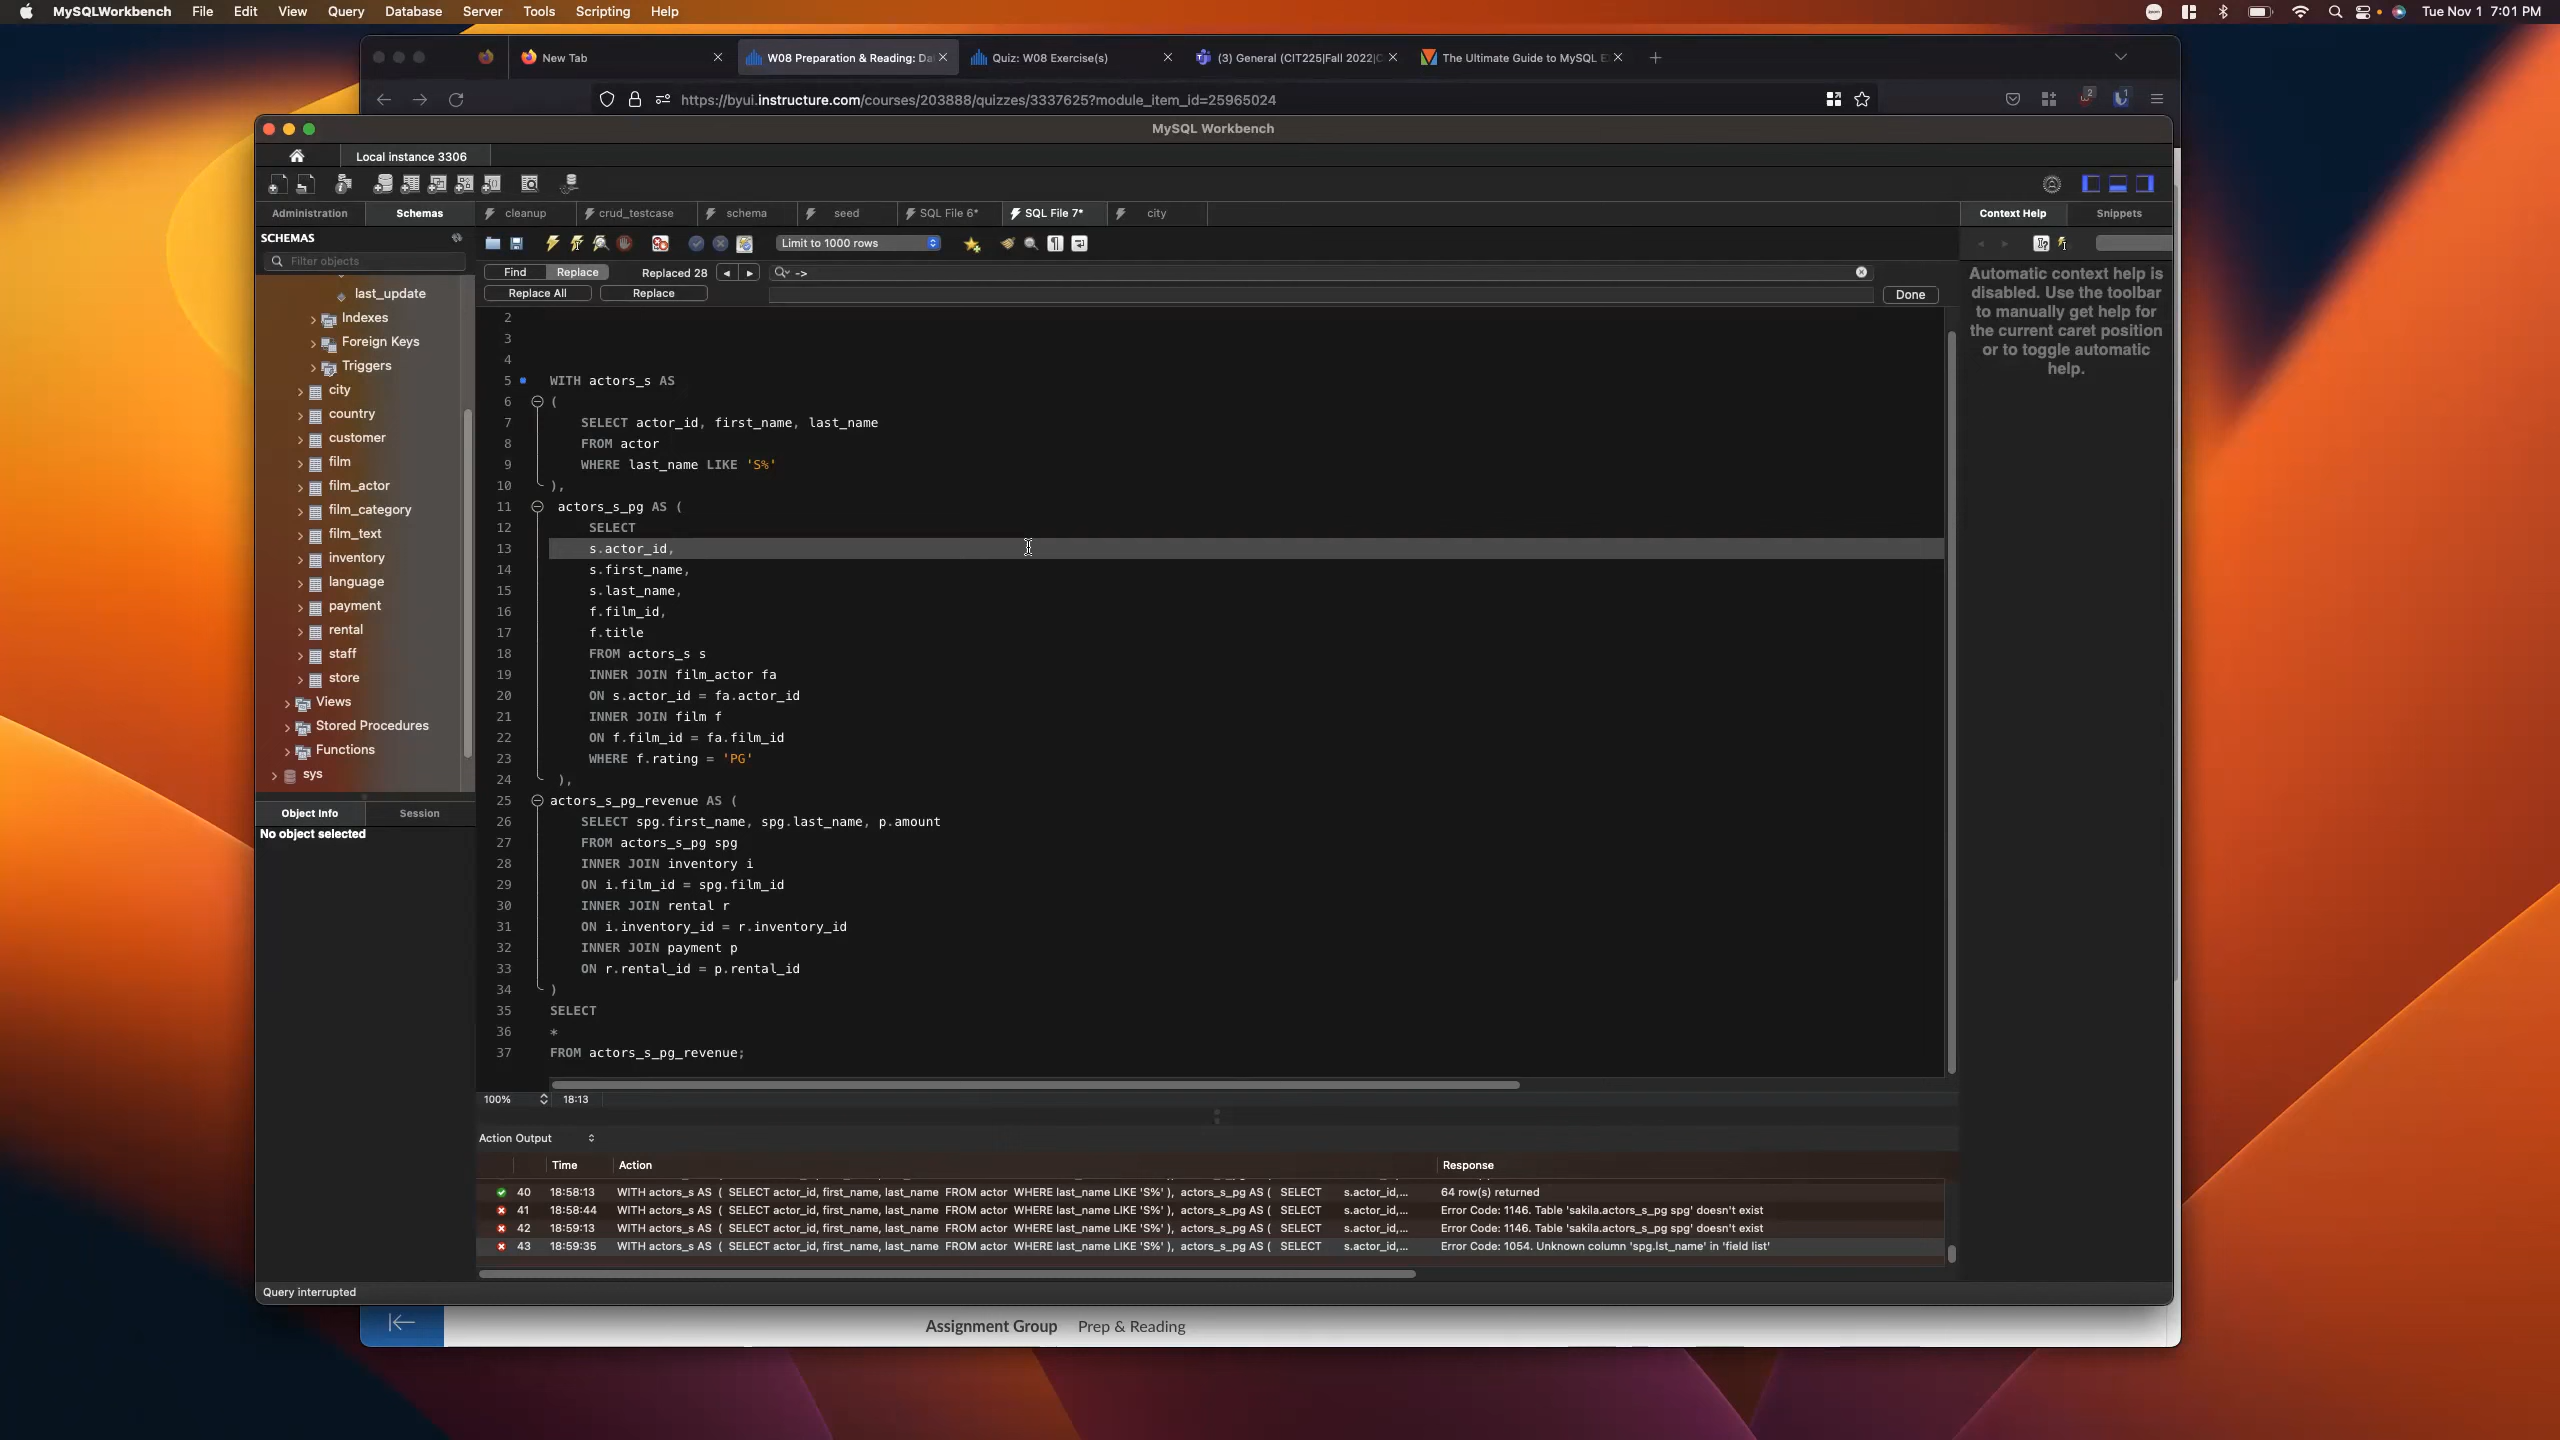 MySQLWorkbench File Edit View Query Database Server Tools Scripting Help Tue Nov 1 7:01 PM
New Tab W08 Preparation & Reading: Da Quiz: W08 Exercise(s) (3) General (CIT225|Fall 2022|C The Ultimate Guide to MySQL E
https://byui.instructure.com/courses/203888/quizzes/3337625?module_item_id=25965024 2 1
MySQL Workbench
Local instance 3306
Administration Schemas cleanup crud_testcase schema seed SQL File 6* SQL File 7* city Context Help Snippets
SCHEMAS
Limit to 1000 rows
Filter objects
Find Replace Replaced 28 ->
Replace All Replace Done
Automatic context help is
disabled. Use the toolbar
to manually get help for
the current caret position
or to toggle automatic
help.
last_update
Indexes
Foreign Keys
Triggers
city
country
customer
film
film_actor
film_category
film_text
inventory
language
payment
rental
staff
store
Views
Stored Procedures
Functions
sys
Object Info Session
No object selected
2
3
4
5 WITH actors_s AS
6 (
7 SELECT actor_id, first_name, last_name
8 FROM actor
9 WHERE last_name LIKE 'S%'
10 ),
11 actors_s_pg AS (
12 SELECT
13 s.actor_id,
14 s.first_name,
15 s.last_name,
16 f.film_id,
17 f.title
18 FROM actors_s s
19 INNER JOIN film_actor fa
20 ON s.actor_id = fa.actor_id
21 INNER JOIN film f
22 ON f.film_id = fa.film_id
23 WHERE f.rating = 'PG'
24 ),
25 actors_s_pg_revenue AS (
26 SELECT spg.first_name, spg.last_name, p.amount
27 FROM actors_s_pg spg
28 INNER JOIN inventory i
29 ON i.film_id = spg.film_id
30 INNER JOIN rental r
31 ON i.inventory_id = r.inventory_id
32 INNER JOIN payment p
33 ON r.rental_id = p.rental_id
34 )
35 SELECT
36 *
37 FROM actors_s_pg_revenue;
100% 18:13
Action Output
Time Action Response
40 18:58:13 WITH actors_s AS ( SELECT actor_id, first_name, last_name FROM actor WHERE last_name LIKE 'S%' ), actors_s_pg AS ( SELECT s.actor_id,... 64 row(s) returned
41 18:58:44 WITH actors_s AS ( SELECT actor_id, first_name, last_name FROM actor WHERE last_name LIKE 'S%' ), actors_s_pg AS ( SELECT s.actor_id,... Error Code: 1146. Table 'sakila.actors_s_pg spg' doesn't exist
42 18:59:13 WITH actors_s AS ( SELECT actor_id, first_name, last_name FROM actor WHERE last_name LIKE 'S%' ), actors_s_pg AS ( SELECT s.actor_id,... Error Code: 1146. Table 'sakila.actors_s_pg spg' doesn't exist
43 18:59:35 WITH actors_s AS ( SELECT actor_id, first_name, last_name FROM actor WHERE last_name LIKE 'S%' ), actors_s_pg AS ( SELECT s.actor_id,... Error Code: 1054. Unknown column 'spg.lst_name' in 'field list'
Query interrupted
Assignment Group Prep & Reading